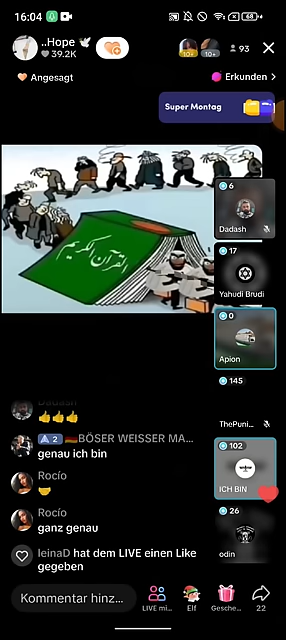 16:04
68
..Hope 🕊
39.2K
10+
10+
93
Angesagt
Erkunden
Super Montag
القرآن الكريم
6
Dadash
17
Yahudi Brudi
0
Apion
145
ThePuni...
102
ICH BIN
26
odin
Dadash
👍👍👍
2 🇩🇪BÖSER WEISSER MA...
genau ich bin
Rocío
🤝
Rocío
ganz genau
leinaD hat dem LIVE einen Like
gegeben
Kommentar hinz...
LIVE mi...
Elf
Gesche...
22